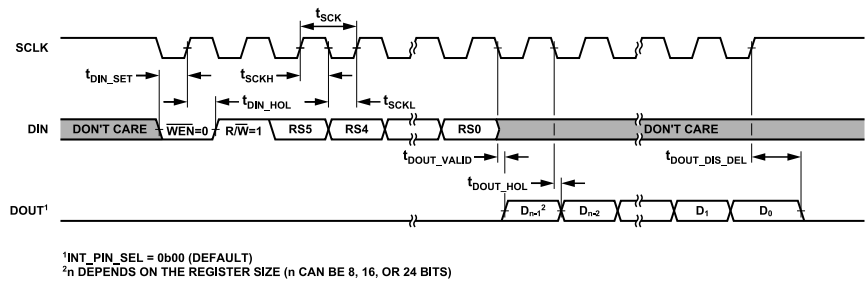 tSCK
SCLK
tDIN_SET
tSCKH
tDIN_HOL
tSCKL
DIN
DON'T CARE
W̅E̅N̅=0
R/W̅=1
RS5
RS4
RS0
DON'T CARE
tDOUT_VALID
tDOUT_DIS_DEL
tDOUT_HOL
DOUT¹
Dn-1²
Dn-2
D1
D0
¹INT_PIN_SEL = 0b00 (DEFAULT)
²n DEPENDS ON THE REGISTER SIZE (n CAN BE 8, 16, OR 24 BITS)